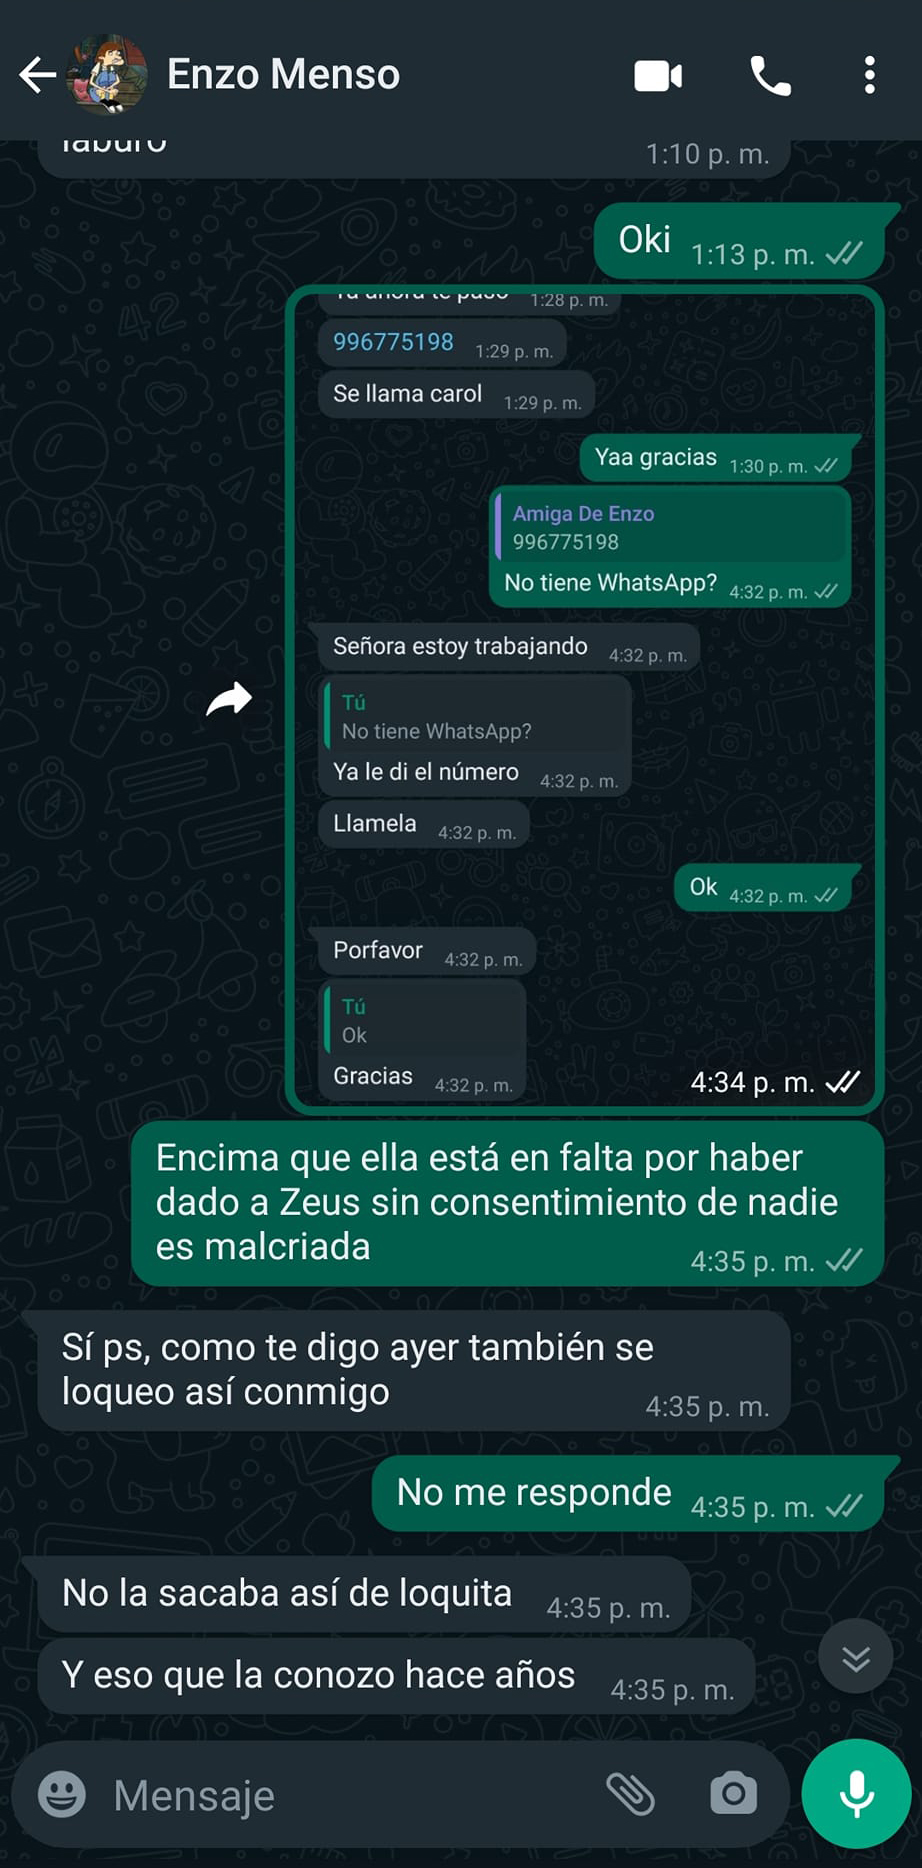 Enzo Menso
laburo
1:10 p. m.
Oki 1:13 p. m.
Ya ahora te paso 1:28 p. m.
996775198 1:29 p. m.
Se llama carol 1:29 p. m.
Yaa gracias 1:30 p. m.
Amiga De Enzo
996775198
No tiene WhatsApp? 4:32 p. m.
Señora estoy trabajando 4:32 p. m.
Tú
No tiene WhatsApp?
Ya le di el número 4:32 p. m.
Llamela 4:32 p. m.
Ok 4:32 p. m.
Porfavor 4:32 p. m.
Tú
Ok
Gracias 4:32 p. m.
4:34 p. m.
Encima que ella está en falta por haber
dado a Zeus sin consentimiento de nadie
es malcriada
4:35 p. m.
Sí ps, como te digo ayer también se
loqueo así conmigo
4:35 p. m.
No me responde 4:35 p. m.
No la sacaba así de loquita 4:35 p. m.
Y eso que la conozo hace años 4:35 p. m.
Mensaje